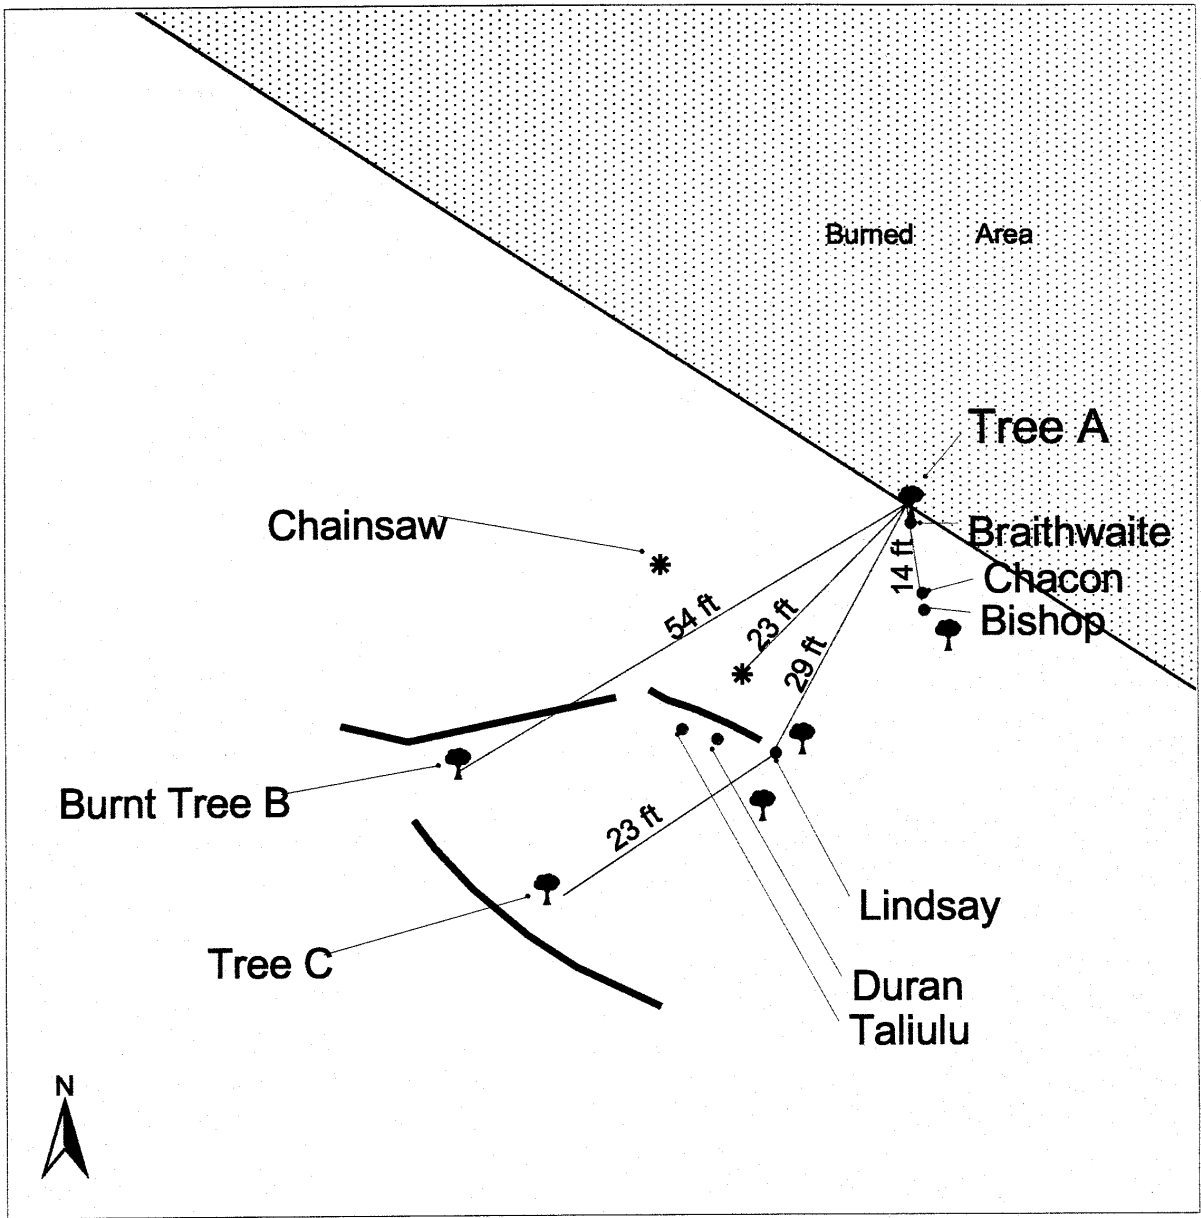 Burned Area
Tree A
Chainsaw
Braithwaite
14 ft
Chacon
54 ft
23 ft
Bishop
29 ft
Burnt Tree B
23 ft
Lindsay
Tree C
Duran
Taliulu
N